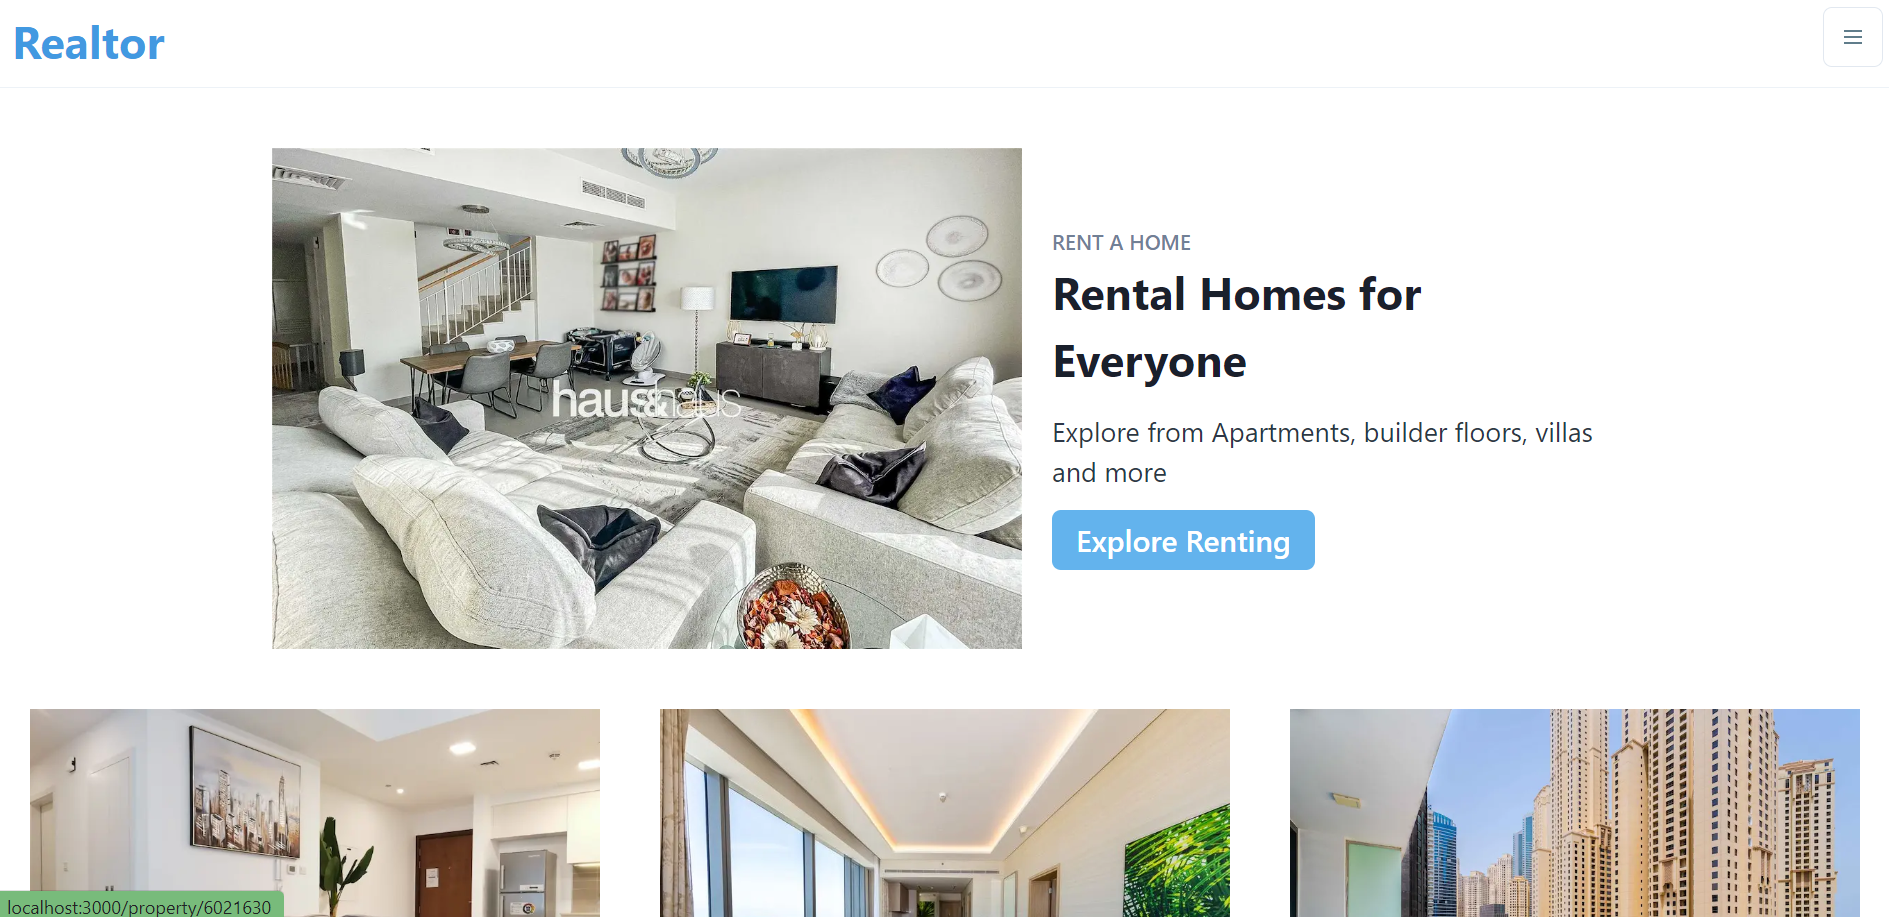 Realtor
RENT A HOME
Rental Homes for
Everyone
Explore from Apartments, builder floors, villas
and more
Explore Renting
haus&haus
localhost:3000/property/6021630